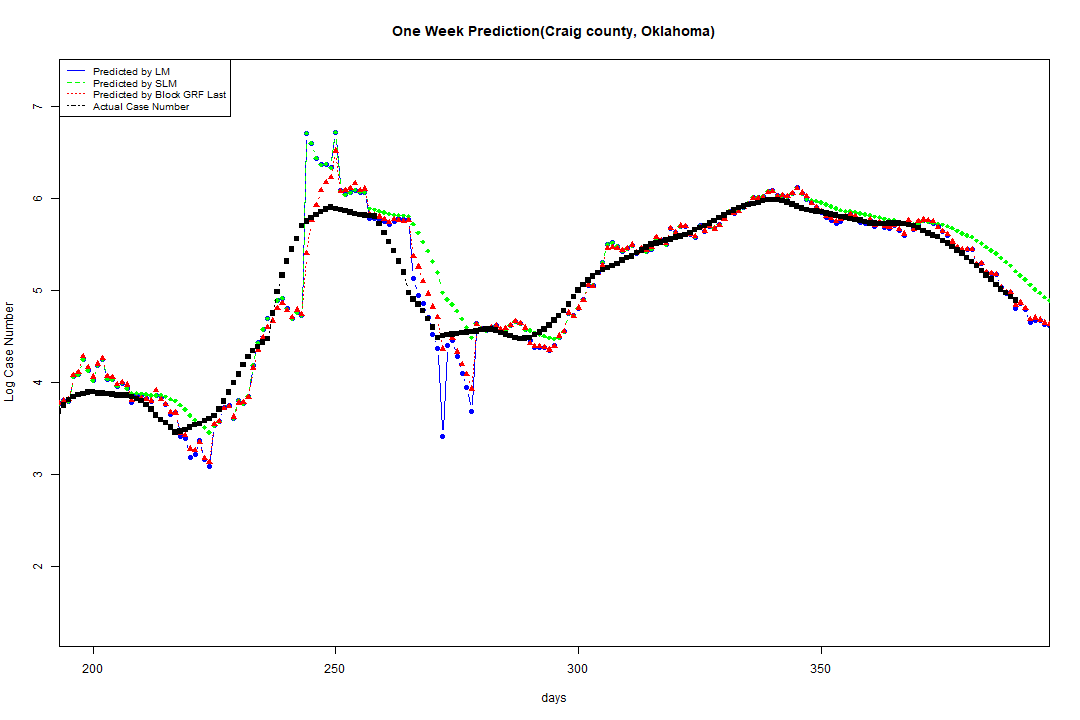 One Week Prediction(Craig county, Oklahoma)
Predicted by LM
Predicted by SLM
Predicted by Block GRF Last
Actual Case Number
7
6
5
4
3
2
Log Case Number
200
250
300
350
days